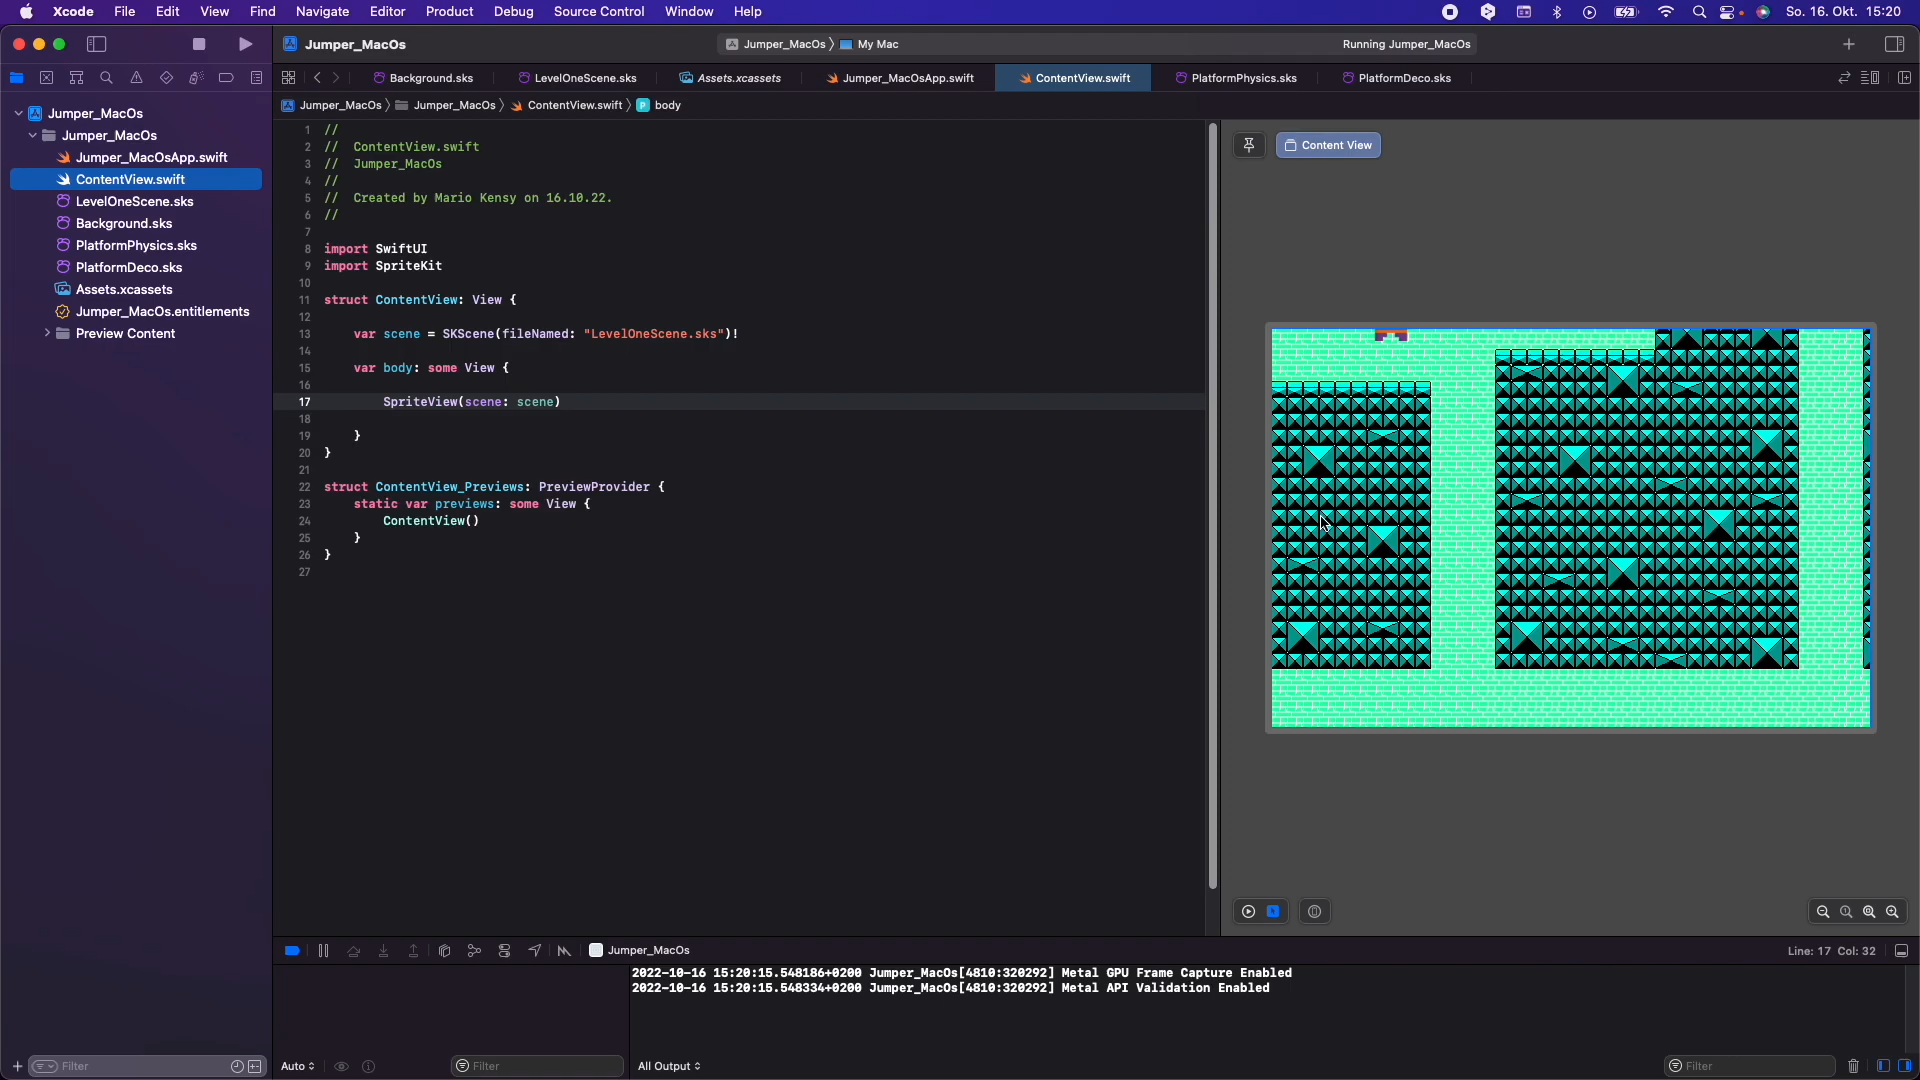 Xcode File Edit View Find Navigate Editor Product Debug Source Control Window Help So. 16. Okt. 15:20
Jumper_MacOs Jumper_MacOs My Mac Running Jumper_MacOs
Background.sks LevelOneScene.sks Assets.xcassets Jumper_MacOsApp.swift ContentView.swift PlatformPhysics.sks PlatformDeco.sks
Jumper_MacOs Jumper_MacOs ContentView.swift P body
Jumper_MacOs
Jumper_MacOs
Jumper_MacOsApp.swift
ContentView.swift
LevelOneScene.sks
Background.sks
PlatformPhysics.sks
PlatformDeco.sks
Assets.xcassets
Jumper_MacOs.entitlements
Preview Content
1 //
2 // ContentView.swift
3 // Jumper_MacOs
4 //
5 // Created by Mario Kensy on 16.10.22.
6 //
7
8 import SwiftUI
9 import SpriteKit
10
11 struct ContentView: View {
12
13 var scene = SKScene(fileNamed: "LevelOneScene.sks")!
14
15 var body: some View {
16
17 SpriteView(scene: scene)
18
19 }
20 }
21
22 struct ContentView_Previews: PreviewProvider {
23 static var previews: some View {
24 ContentView()
25 }
26 }
27
Content View
Jumper_MacOs Line: 17 Col: 32
2022-10-16 15:20:15.548186+0200 Jumper_MacOs[4810:320292] Metal GPU Frame Capture Enabled
2022-10-16 15:20:15.548334+0200 Jumper_MacOs[4810:320292] Metal API Validation Enabled
Filter Auto Filter All Output Filter